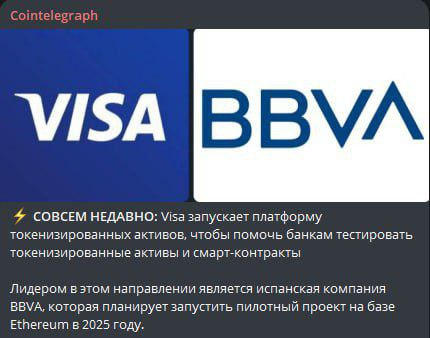 Cointelegraph
VISA
BBVA
⚡ СОВСЕМ НЕДАВНО: Visa запускает платформу
токенизированных активов, чтобы помочь банкам тестировать
токенизированные активы и смарт-контракты
Лидером в этом направлении является испанская компания
BBVA, которая планирует запустить пилотный проект на базе
Ethereum в 2025 году.